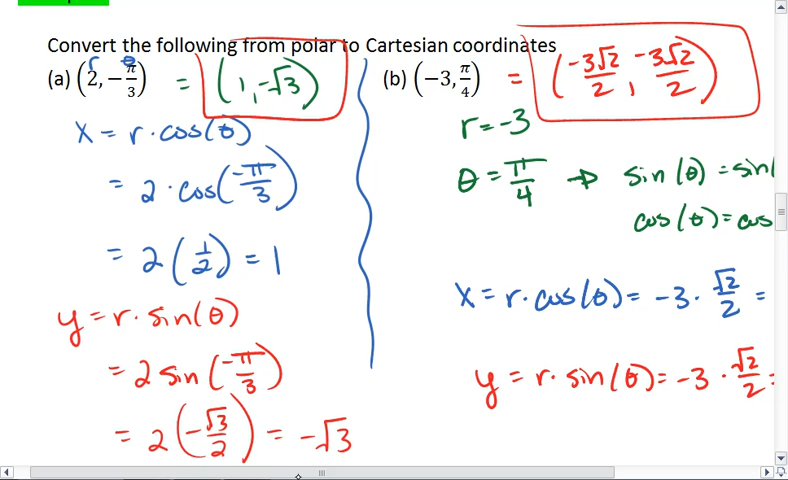 Convert the following from polar to Cartesian coordinates
r θ
(a) (2, -π/3) = (1, -√3)
x = r · cos(θ)
= 2 · cos(-π/3)
= 2 (1/2) = 1
y = r · sin(θ)
= 2 sin(-π/3)
= 2 (-√3/2) = -√3
(b) (-3, π/4) = (-3√2/2, -3√2/2)
r = -3
θ = π/4 → sin(θ) = sin(
cos(θ) = cos
x = r · cos(θ) = -3 · √2/2 =
y = r · sin(θ) = -3 · √2/2 =